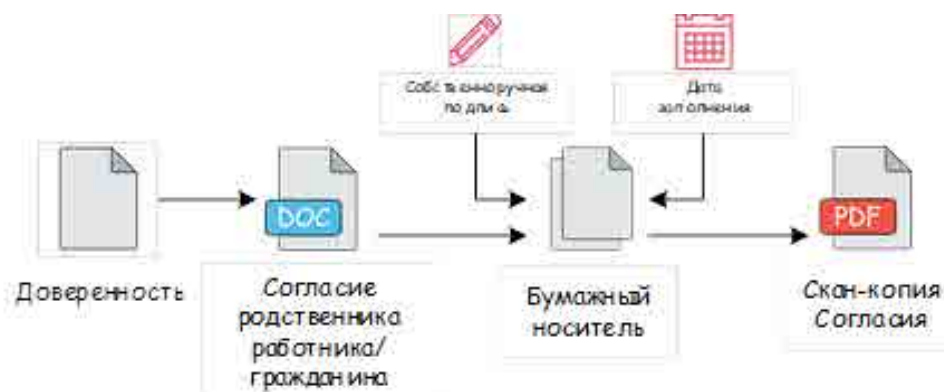 Собственноручная
подпись
Дата
заполнения
DOC
PDF
Доверенность
Согласие
родственника
работника/
гражданина
Бумажный
носитель
Скан-копия
Согласия